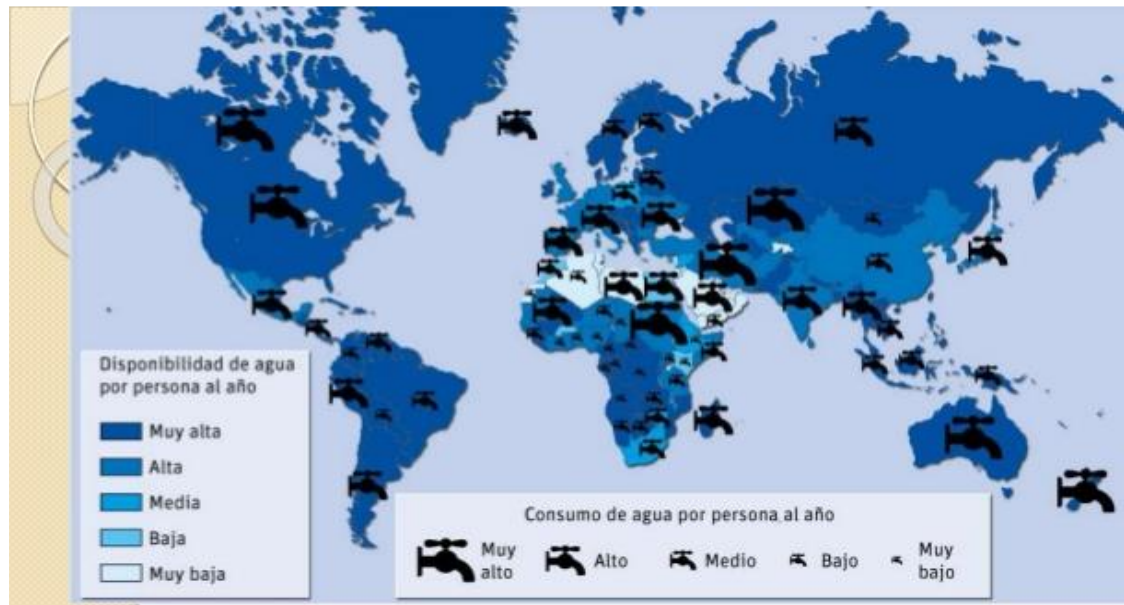 Disponibilidad de agua
por persona al año
Muy alta
Alta
Media
Baja
Muy baja
Consumo de agua por persona al año
Muy
alto
Alto
Medio
Bajo
Muy
bajo